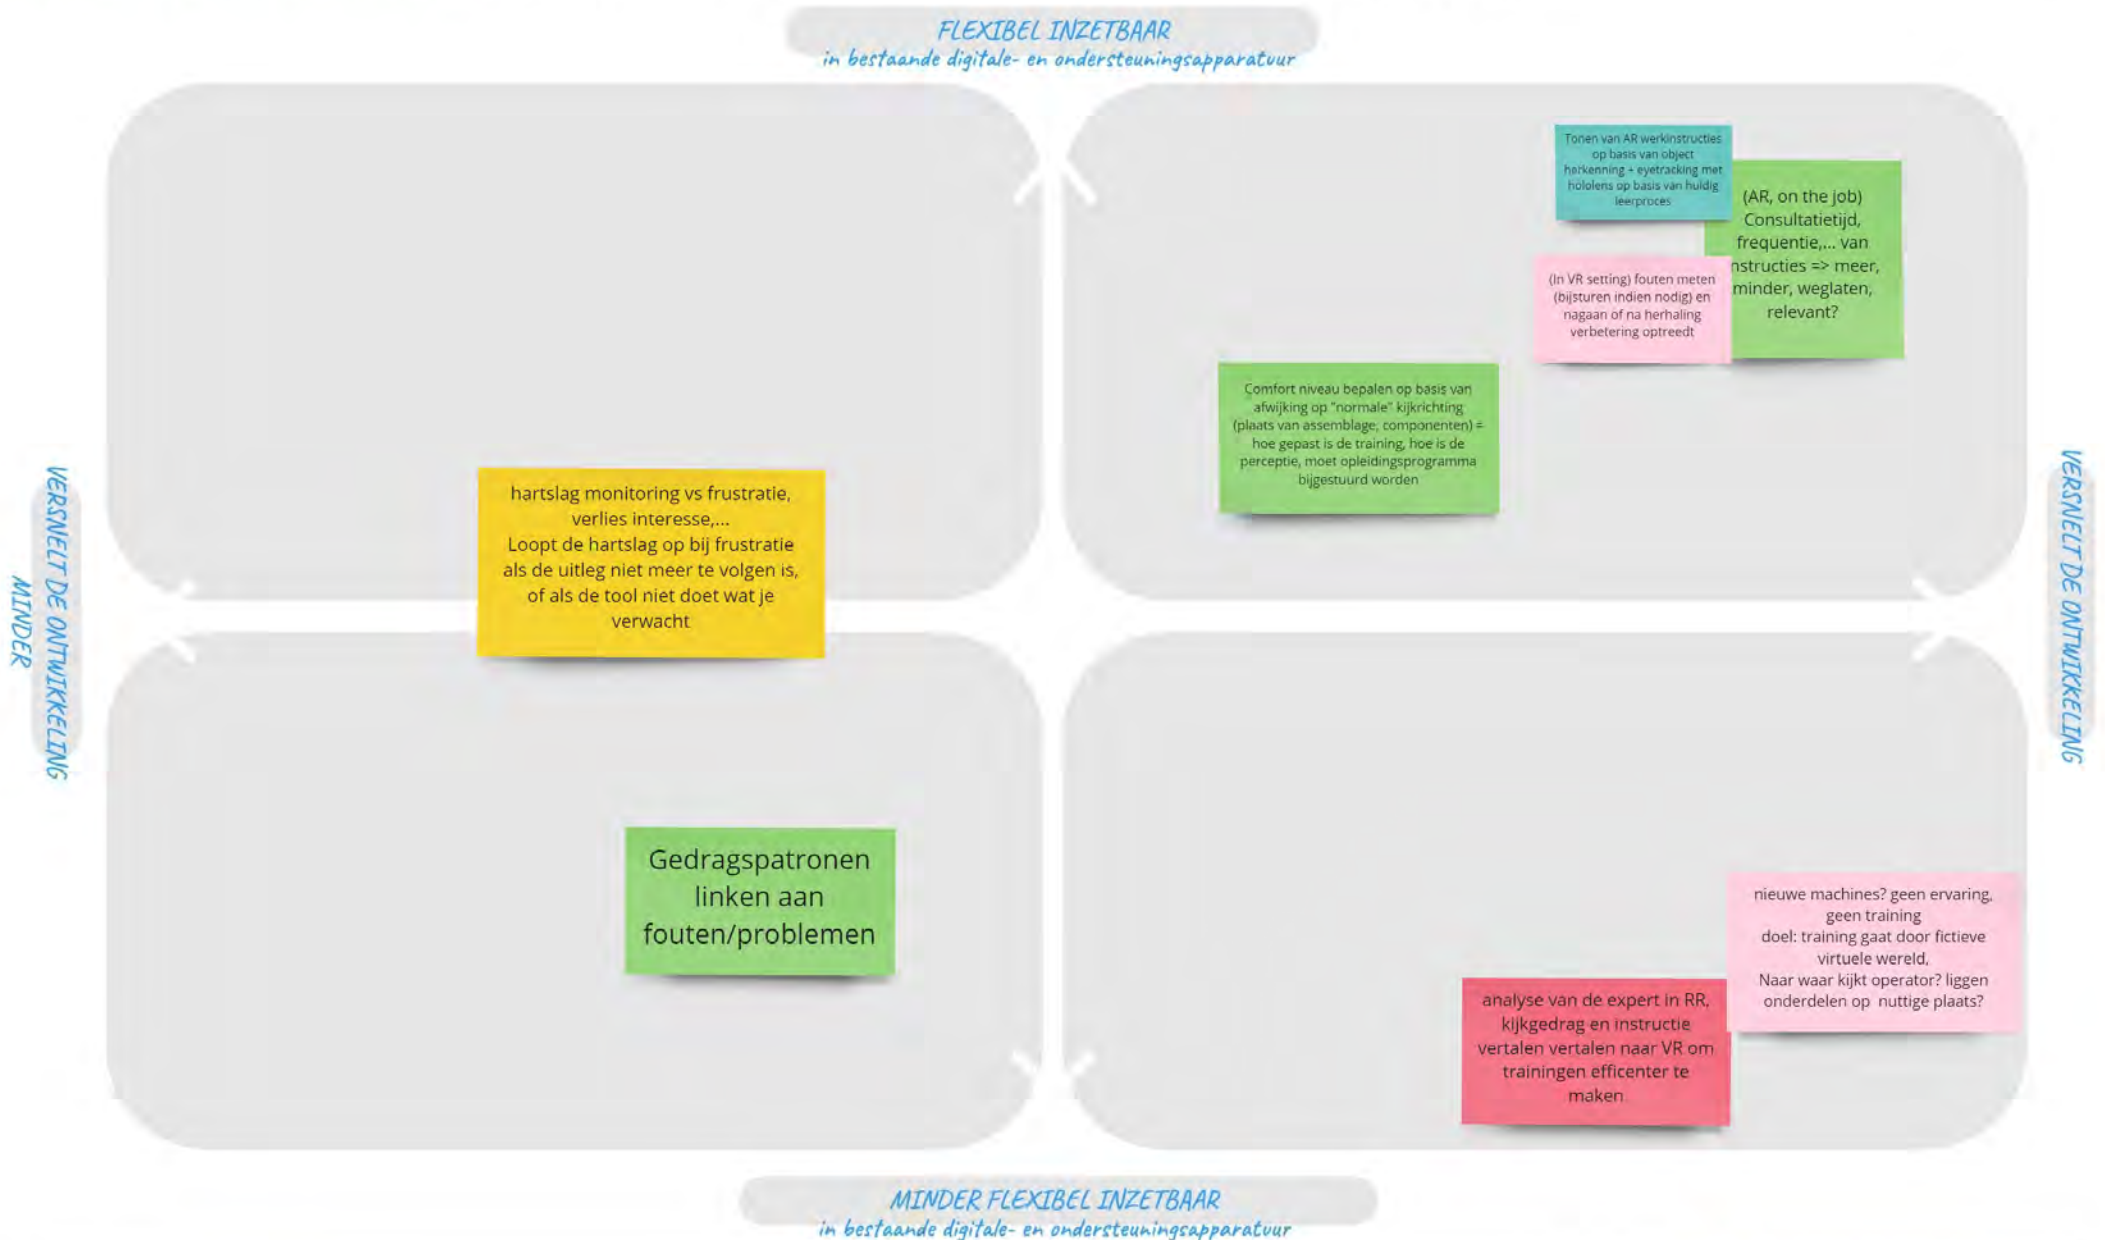 FLEXIBEL INZETBAAR
in bestaande digitale- en ondersteuningsapparatuur
Tonen van AR werkinstructies
op basis van object
herkenning + eyetracking met
hololens op basis van huidig
leerproces
(AR, on the job)
Consultatietijd,
frequentie,... van
nstructies => meer,
minder, weglaten,
relevant?
(In VR setting) fouten meten
(bijsturen indien nodig) en
nagaan of na herhaling
verbetering optreedt
Comfort niveau bepalen op basis van
afwijking op "normale" kijkrichting
(plaats van assemblage, componenten) =
hoe gepast is de training, hoe is de
perceptie, moet opleidingsprogramma
bijgestuurd worden
hartslag monitoring vs frustratie,
verlies interesse,...
Loopt de hartslag op bij frustratie
als de uitleg niet meer te volgen is,
of als de tool niet doet wat je
verwacht
VERSNELT DE ONTWIKKELING
MINDER
VERSNELT DE ONTWIKKELING
Gedragspatronen
linken aan
fouten/problemen
nieuwe machines? geen ervaring,
geen training
doel: training gaat door fictieve
virtuele wereld,
Naar waar kijkt operator? liggen
onderdelen op nuttige plaats?
analyse van de expert in RR,
kijkgedrag en instructie
vertalen vertalen naar VR om
trainingen efficenter te
maken
MINDER FLEXIBEL INZETBAAR
in bestaande digitale- en ondersteuningsapparatuur